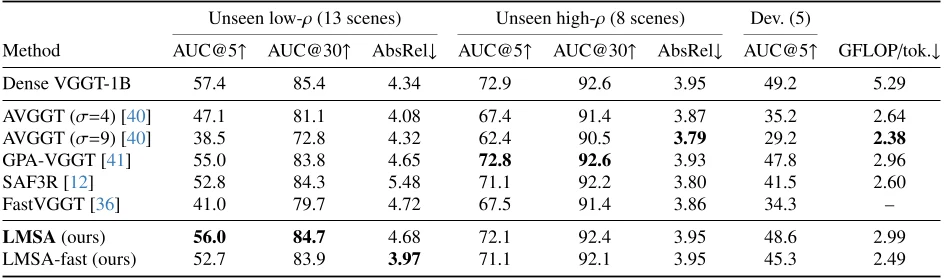 Unseen low-ρ (13 scenes) Unseen high-ρ (8 scenes) Dev. (5)
Method AUC@5↑ AUC@30↑ AbsRel↓ AUC@5↑ AUC@30↑ AbsRel↓ AUC@5↑ GFLOP/tok.↓
Dense VGGT-1B 57.4 85.4 4.34 72.9 92.6 3.95 49.2 5.29
AVGGT (σ=4) [40] 47.1 81.1 4.08 67.4 91.4 3.87 35.2 2.64
AVGGT (σ=9) [40] 38.5 72.8 4.32 62.4 90.5 3.79 29.2 2.38
GPA-VGGT [41] 55.0 83.8 4.65 72.8 92.6 3.93 47.8 2.96
SAF3R [12] 52.8 84.3 5.48 71.1 92.2 3.80 41.5 2.60
FastVGGT [36] 41.0 79.7 4.72 67.5 91.4 3.86 34.3 –
LMSA (ours) 56.0 84.7 4.68 72.1 92.4 3.95 48.6 2.99
LMSA-fast (ours) 52.7 83.9 3.97 71.1 92.1 3.95 45.3 2.49